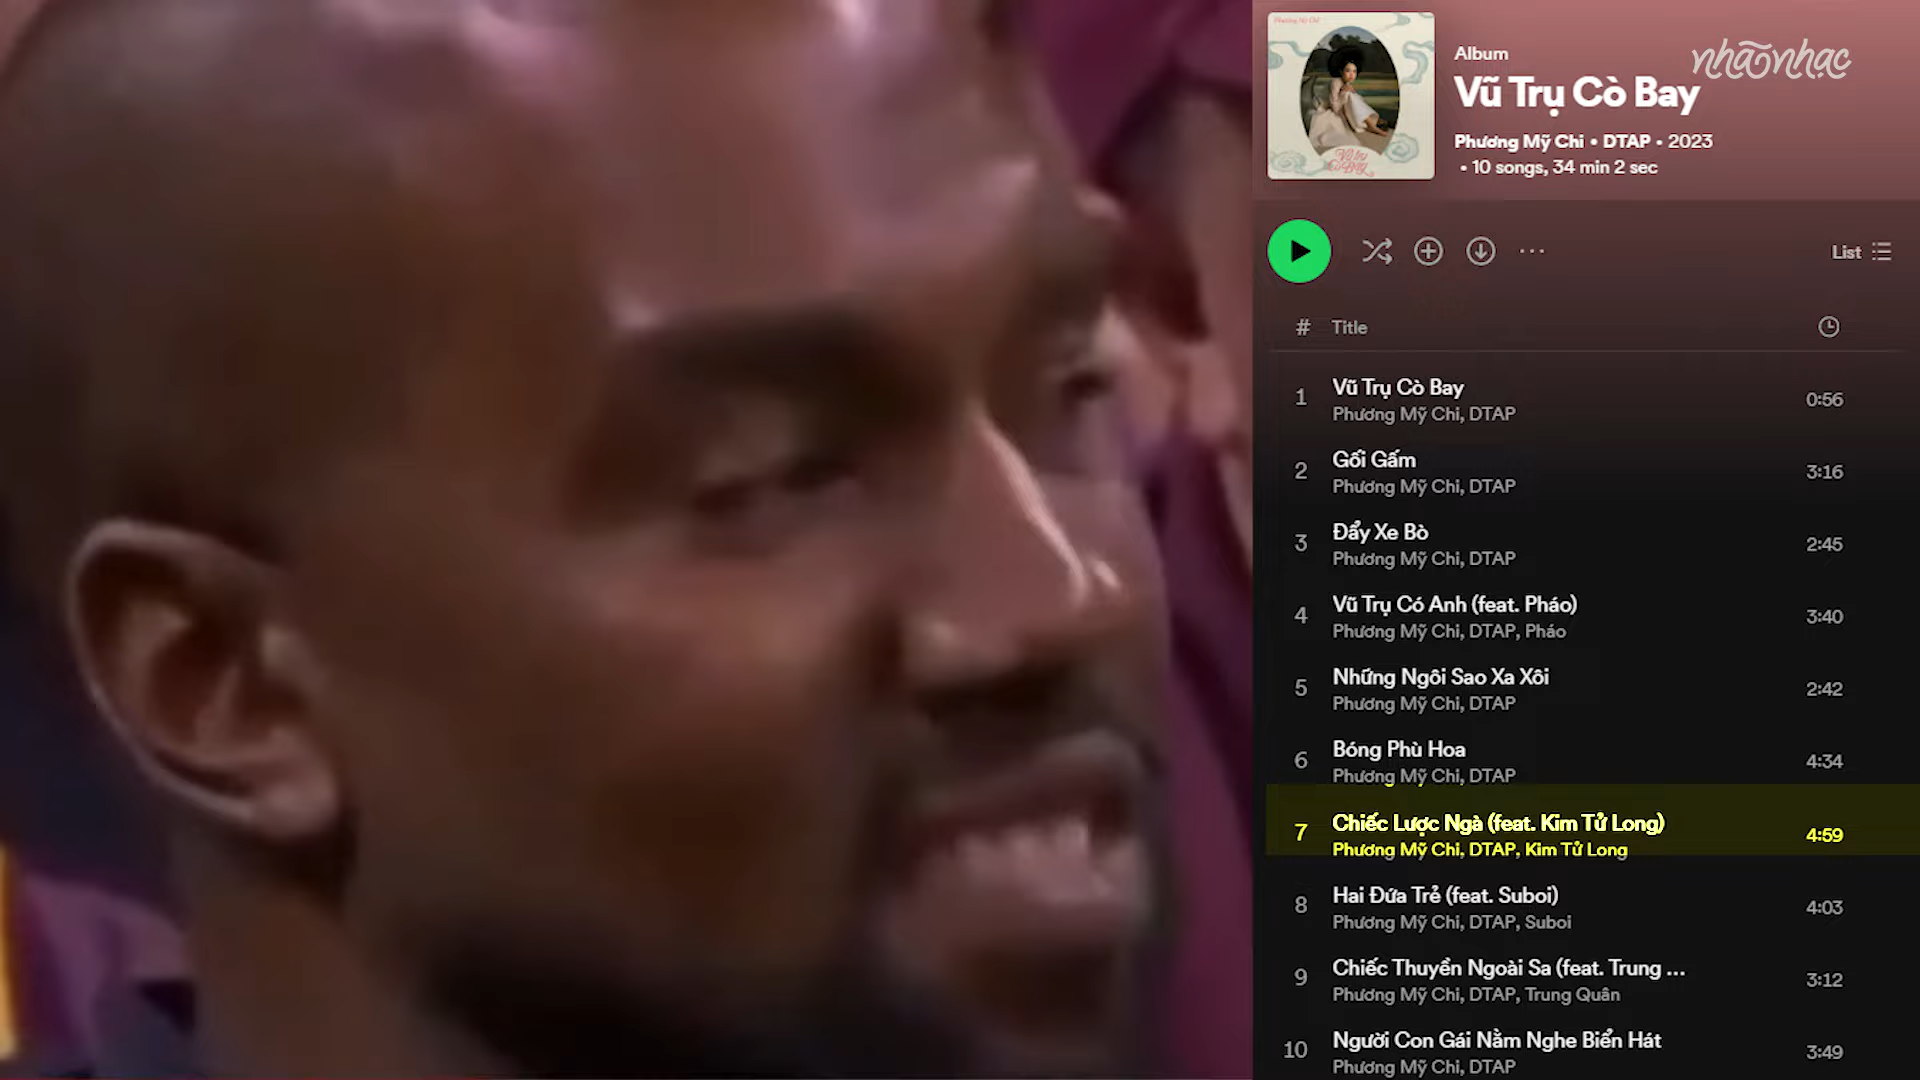 Album
nhạc
Vũ Trụ Cò Bay
Phương Mỹ Chi • DTAP • 2023
• 10 songs, 34 min 2 sec
List
# Title
1 Vũ Trụ Cò Bay 0:56
Phương Mỹ Chi, DTAP
2 Gối Gấm 3:16
Phương Mỹ Chi, DTAP
3 Đẩy Xe Bò 2:45
Phương Mỹ Chi, DTAP
4 Vũ Trụ Có Anh (feat. Pháo) 3:40
Phương Mỹ Chi, DTAP, Pháo
5 Những Ngôi Sao Xa Xôi 2:42
Phương Mỹ Chi, DTAP
6 Bóng Phù Hoa 4:34
Phương Mỹ Chi, DTAP
7 Chiếc Lược Ngà (feat. Kim Tử Long) 4:59
Phương Mỹ Chi, DTAP, Kim Tử Long
8 Hai Đứa Trẻ (feat. Suboi) 4:03
Phương Mỹ Chi, DTAP, Suboi
9 Chiếc Thuyền Ngoài Sa (feat. Trung ... 3:12
Phương Mỹ Chi, DTAP, Trung Quân
10 Người Con Gái Nằm Nghe Biển Hát 3:49
Phương Mỹ Chi, DTAP